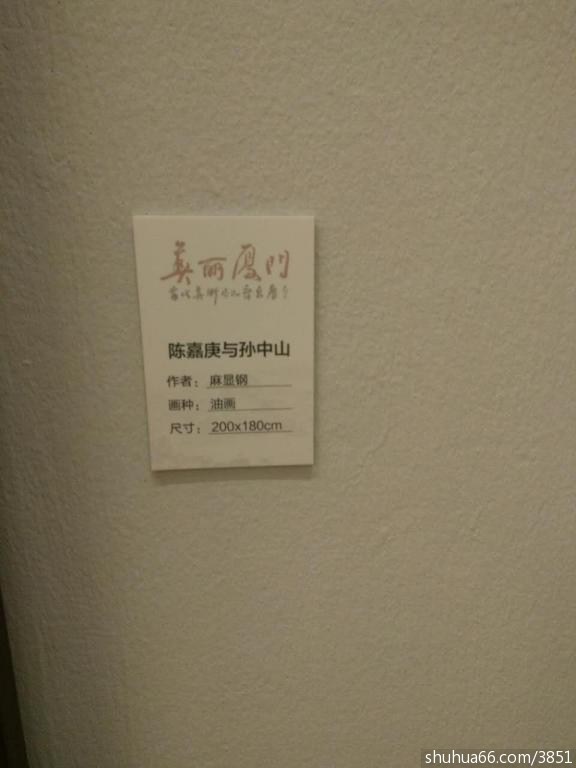 美丽厦門
陈嘉庚与孙中山
作者：麻显钢
画种：油画
尺寸：200x180cm
shuhua66.com/3851